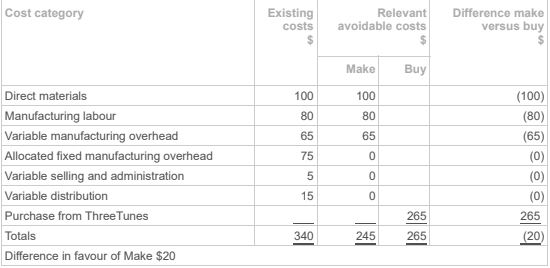 Cost category Existing costs $ Relevant avoidable costs $ Difference make versus buy $
Make Buy
Direct materials 100 100 (100)
Manufacturing labour 80 80 (80)
Variable manufacturing overhead 65 65 (65)
Allocated fixed manufacturing overhead 75 0 (0)
Variable selling and administration 5 0 (0)
Variable distribution 15 0 (0)
Purchase from ThreeTunes 265 265
Totals 340 245 265 (20)
Difference in favour of Make $20